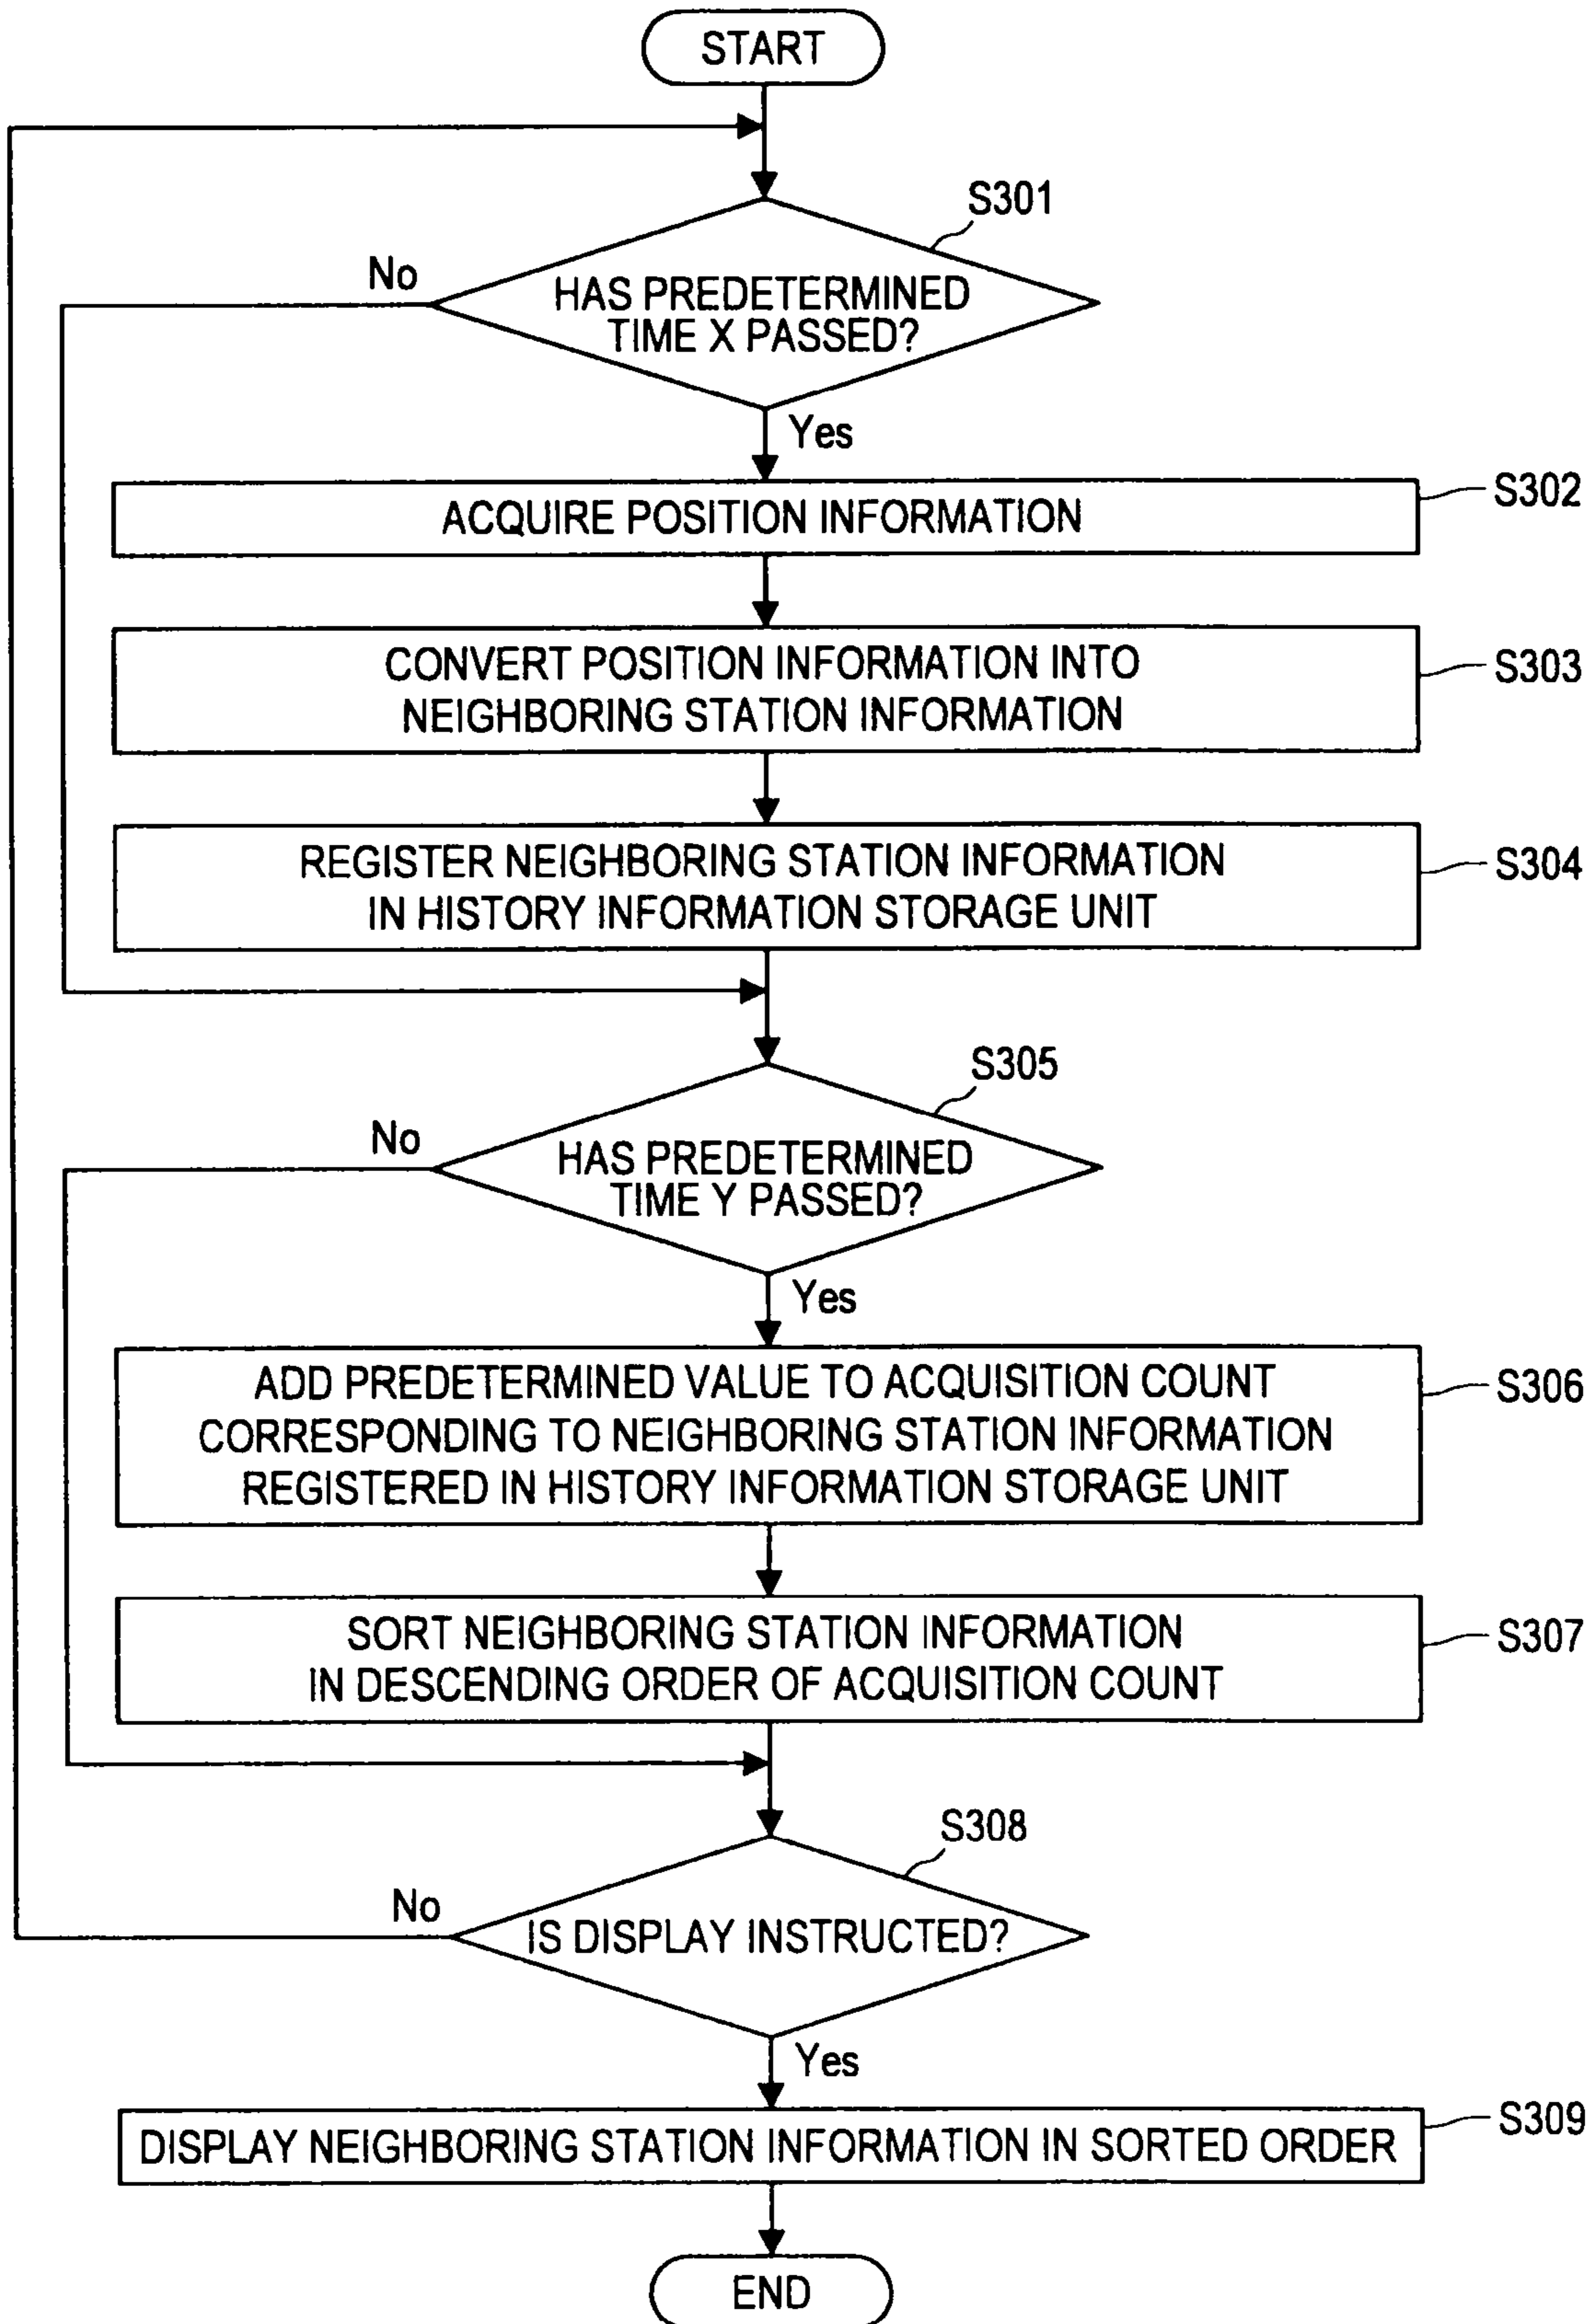 START
S301
No
HAS PREDETERMINED
TIME X PASSED?
Yes
ACQUIRE POSITION INFORMATION
S302
CONVERT POSITION INFORMATION INTO
NEIGHBORING STATION INFORMATION
S303
REGISTER NEIGHBORING STATION INFORMATION
IN HISTORY INFORMATION STORAGE UNIT
S304
S305
No
HAS PREDETERMINED
TIME Y PASSED?
Yes
ADD PREDETERMINED VALUE TO ACQUISITION COUNT
CORRESPONDING TO NEIGHBORING STATION INFORMATION
REGISTERED IN HISTORY INFORMATION STORAGE UNIT
S306
SORT NEIGHBORING STATION INFORMATION
IN DESCENDING ORDER OF ACQUISITION COUNT
S307
S308
No
IS DISPLAY INSTRUCTED?
Yes
DISPLAY NEIGHBORING STATION INFORMATION IN SORTED ORDER
S309
END